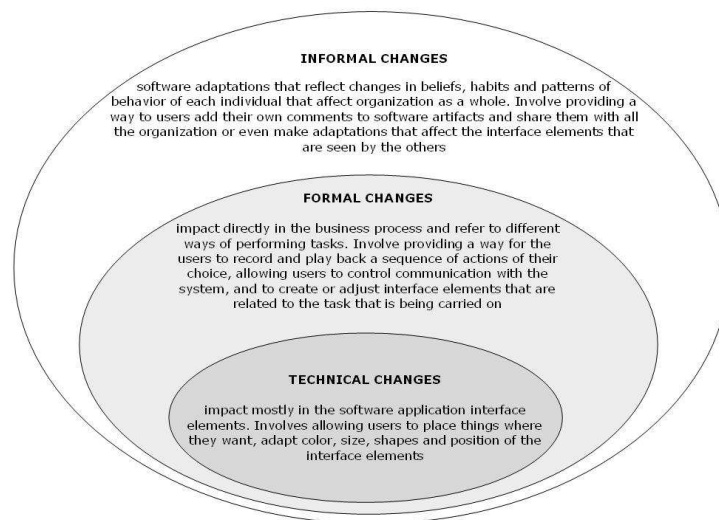 INFORMAL CHANGES
software adaptations that reflect changes in beliefs, habits and patterns of
behavior of each individual that affect organization as a whole. Involve providing a
way to users add their own comments to software artifacts and share them with all
the organization or even make adaptations that affect the interface elements that
are seen by the others
FORMAL CHANGES
impact directly in the business process and refer to different
ways of performing tasks. Involve providing a way for the
users to record and play back a sequence of actions of their
choice, allowing users to control communication with the
system, and to create or adjust interface elements that are
related to the task that is being carried on
TECHNICAL CHANGES
impact mostly in the software application interface
elements. Involves allowing users to place things where
they want, adapt color, size, shapes and position of the
interface elements